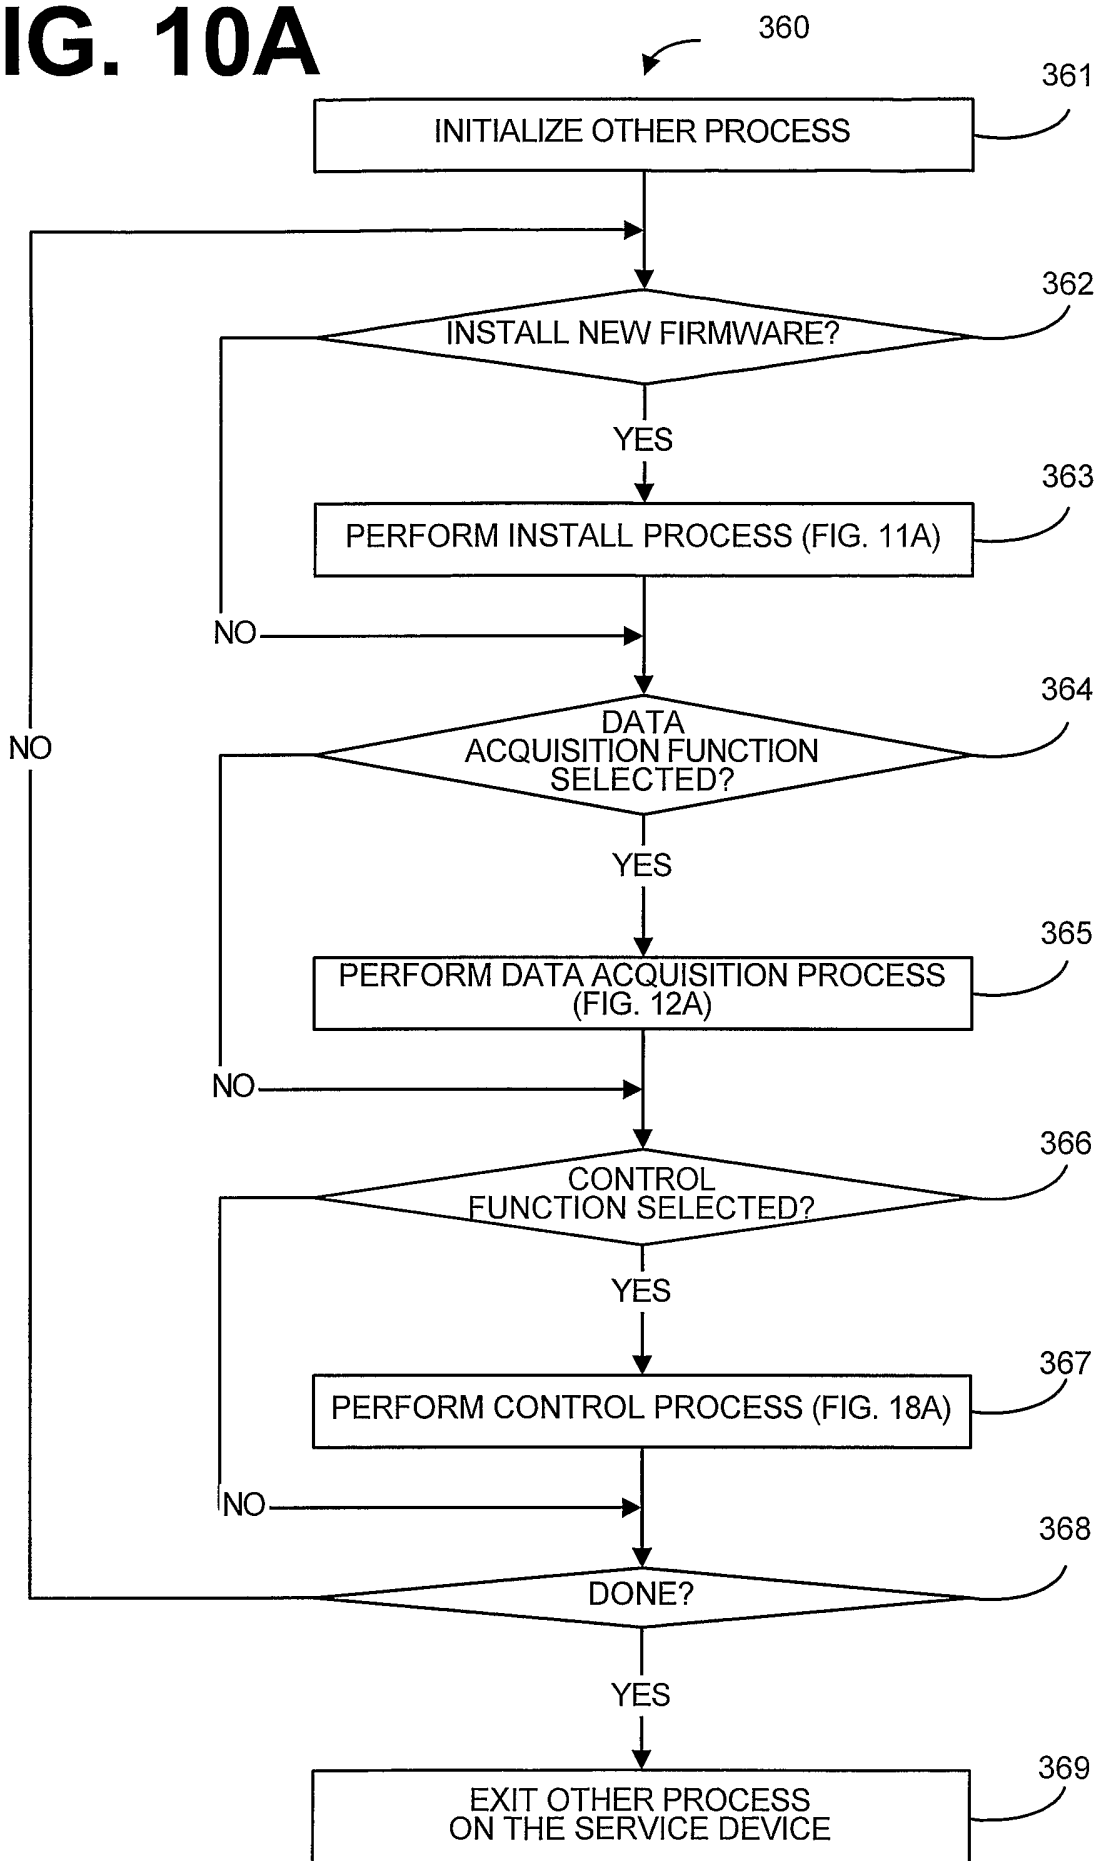 IG. 10A
360
361
INITIALIZE OTHER PROCESS
362
INSTALL NEW FIRMWARE?
YES
363
PERFORM INSTALL PROCESS (FIG. 11A)
NO
364
DATA
ACQUISITION FUNCTION
SELECTED?
NO
YES
365
PERFORM DATA ACQUISITION PROCESS
(FIG. 12A)
NO
366
CONTROL
FUNCTION SELECTED?
YES
367
PERFORM CONTROL PROCESS (FIG. 18A)
NO
368
DONE?
YES
369
EXIT OTHER PROCESS
ON THE SERVICE DEVICE